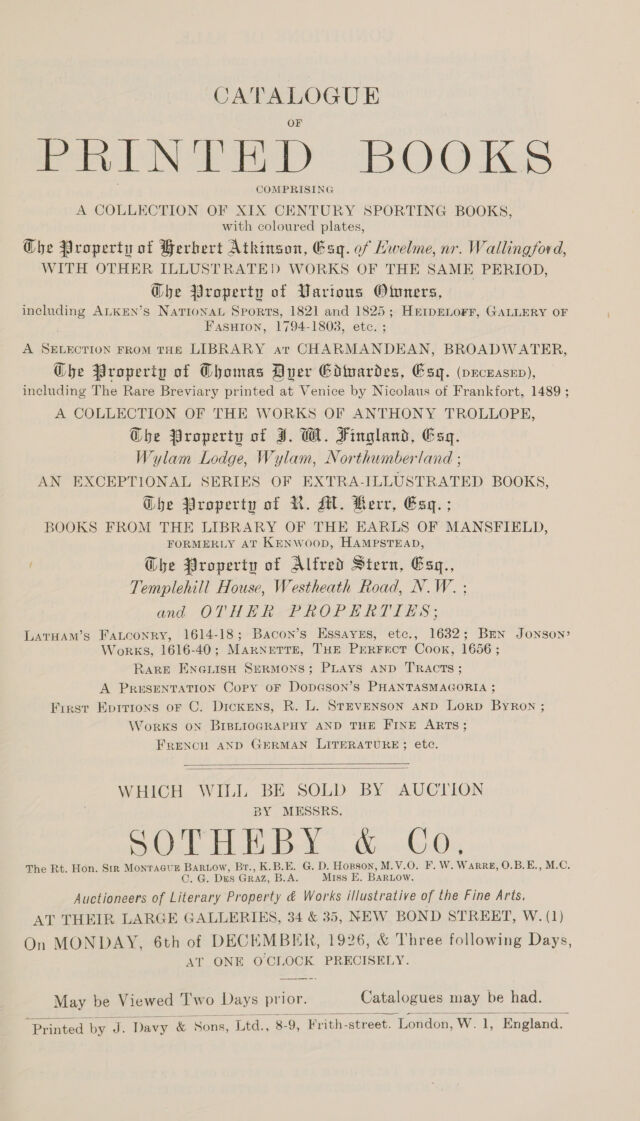 CATALOGUE
OF
PRINTED BOOKS
COMPRISING
A COLLECTION OF XIX CENTURY SPORTING BOOKS,
with coloured plates,
The Property of Herbert Atkinson, Esq. of Ewelme, nr. Wallingford,
WITH OTHER ILLUSTRATED WORKS OF THE SAME PERIOD,
The Property of Various Owners,
including Alken's National Sports, 1821 and 1825; Heideloff, Gallery of
Fashion, 1794-1803, etc.;
A Selection from the LIBRARY at CHARMANDEAN, BROADWATER,
The Property of Thomas Dyer Edwardes, Esq. (DECEASED),
including The Rare Breviary printed at Venice by Nicolaus of Frankfort, 1489;
A COLLECTION OF THE WORKS OF ANTHONY TROLLOPE,
The Property of J. W. Fingland, Esq.
Wylam Lodge, Wylam, Northumberland;
AN EXCEPTIONAL SERIES OF EXTRA-ILLUSTRATED BOOKS,
The Property of R. M. Kerr, Esq.;
BOOKS FROM THE LIBRARY OF THE EARLS OF MANSFIELD,
FORMERLY AT KENWOOD, HAMPSTEAD,
The Property of Alfred Stern, Esq.,
Templehill House, Westheath Road, N.W.;
and OTHER PROPERTIES;
Latham's Falconry, 1614-18; Bacon's Essayes, etc., 1632; Ben Jonson'
Works, 1616-40; Marnette, The Perfect Cook, 1656;
Rare English Sermons; Plays and Tracts;
A Presentation Copy of Dodgson's Phantasmagoria;
First Editions of C. Dickens, R. L. Stevenson and Lord Byron;
Works on Bibliography and the Fine Arts;
French and German Literature; etc.
WHICH WILL BE SOLD BY AUCTION
BY MESSRS.
SOTHEBY & Co.
The Rt. Hon. Sir Montague Barlow, Bt., K.B.E. G. D. Hobson, M.V.O. F. W. Warre, O.B.E., M.C.
C. G. Des Graz, B.A. Miss E. Barlow.
Auctioneers of Literary Property & Works illustrative of the Fine Arts,
AT THEIR LARGE GALLERIES, 34 & 35, NEW BOND STREET, W.(1)
On MONDAY, 6th of DECEMBER, 1926, & Three following Days,
AT ONE O'CLOCK PRECISELY.
May be Viewed Two Days prior. Catalogues may be had.
Printed by J. Davy & Sons, Ltd., 8-9, Frith-street. London, W. 1, England.